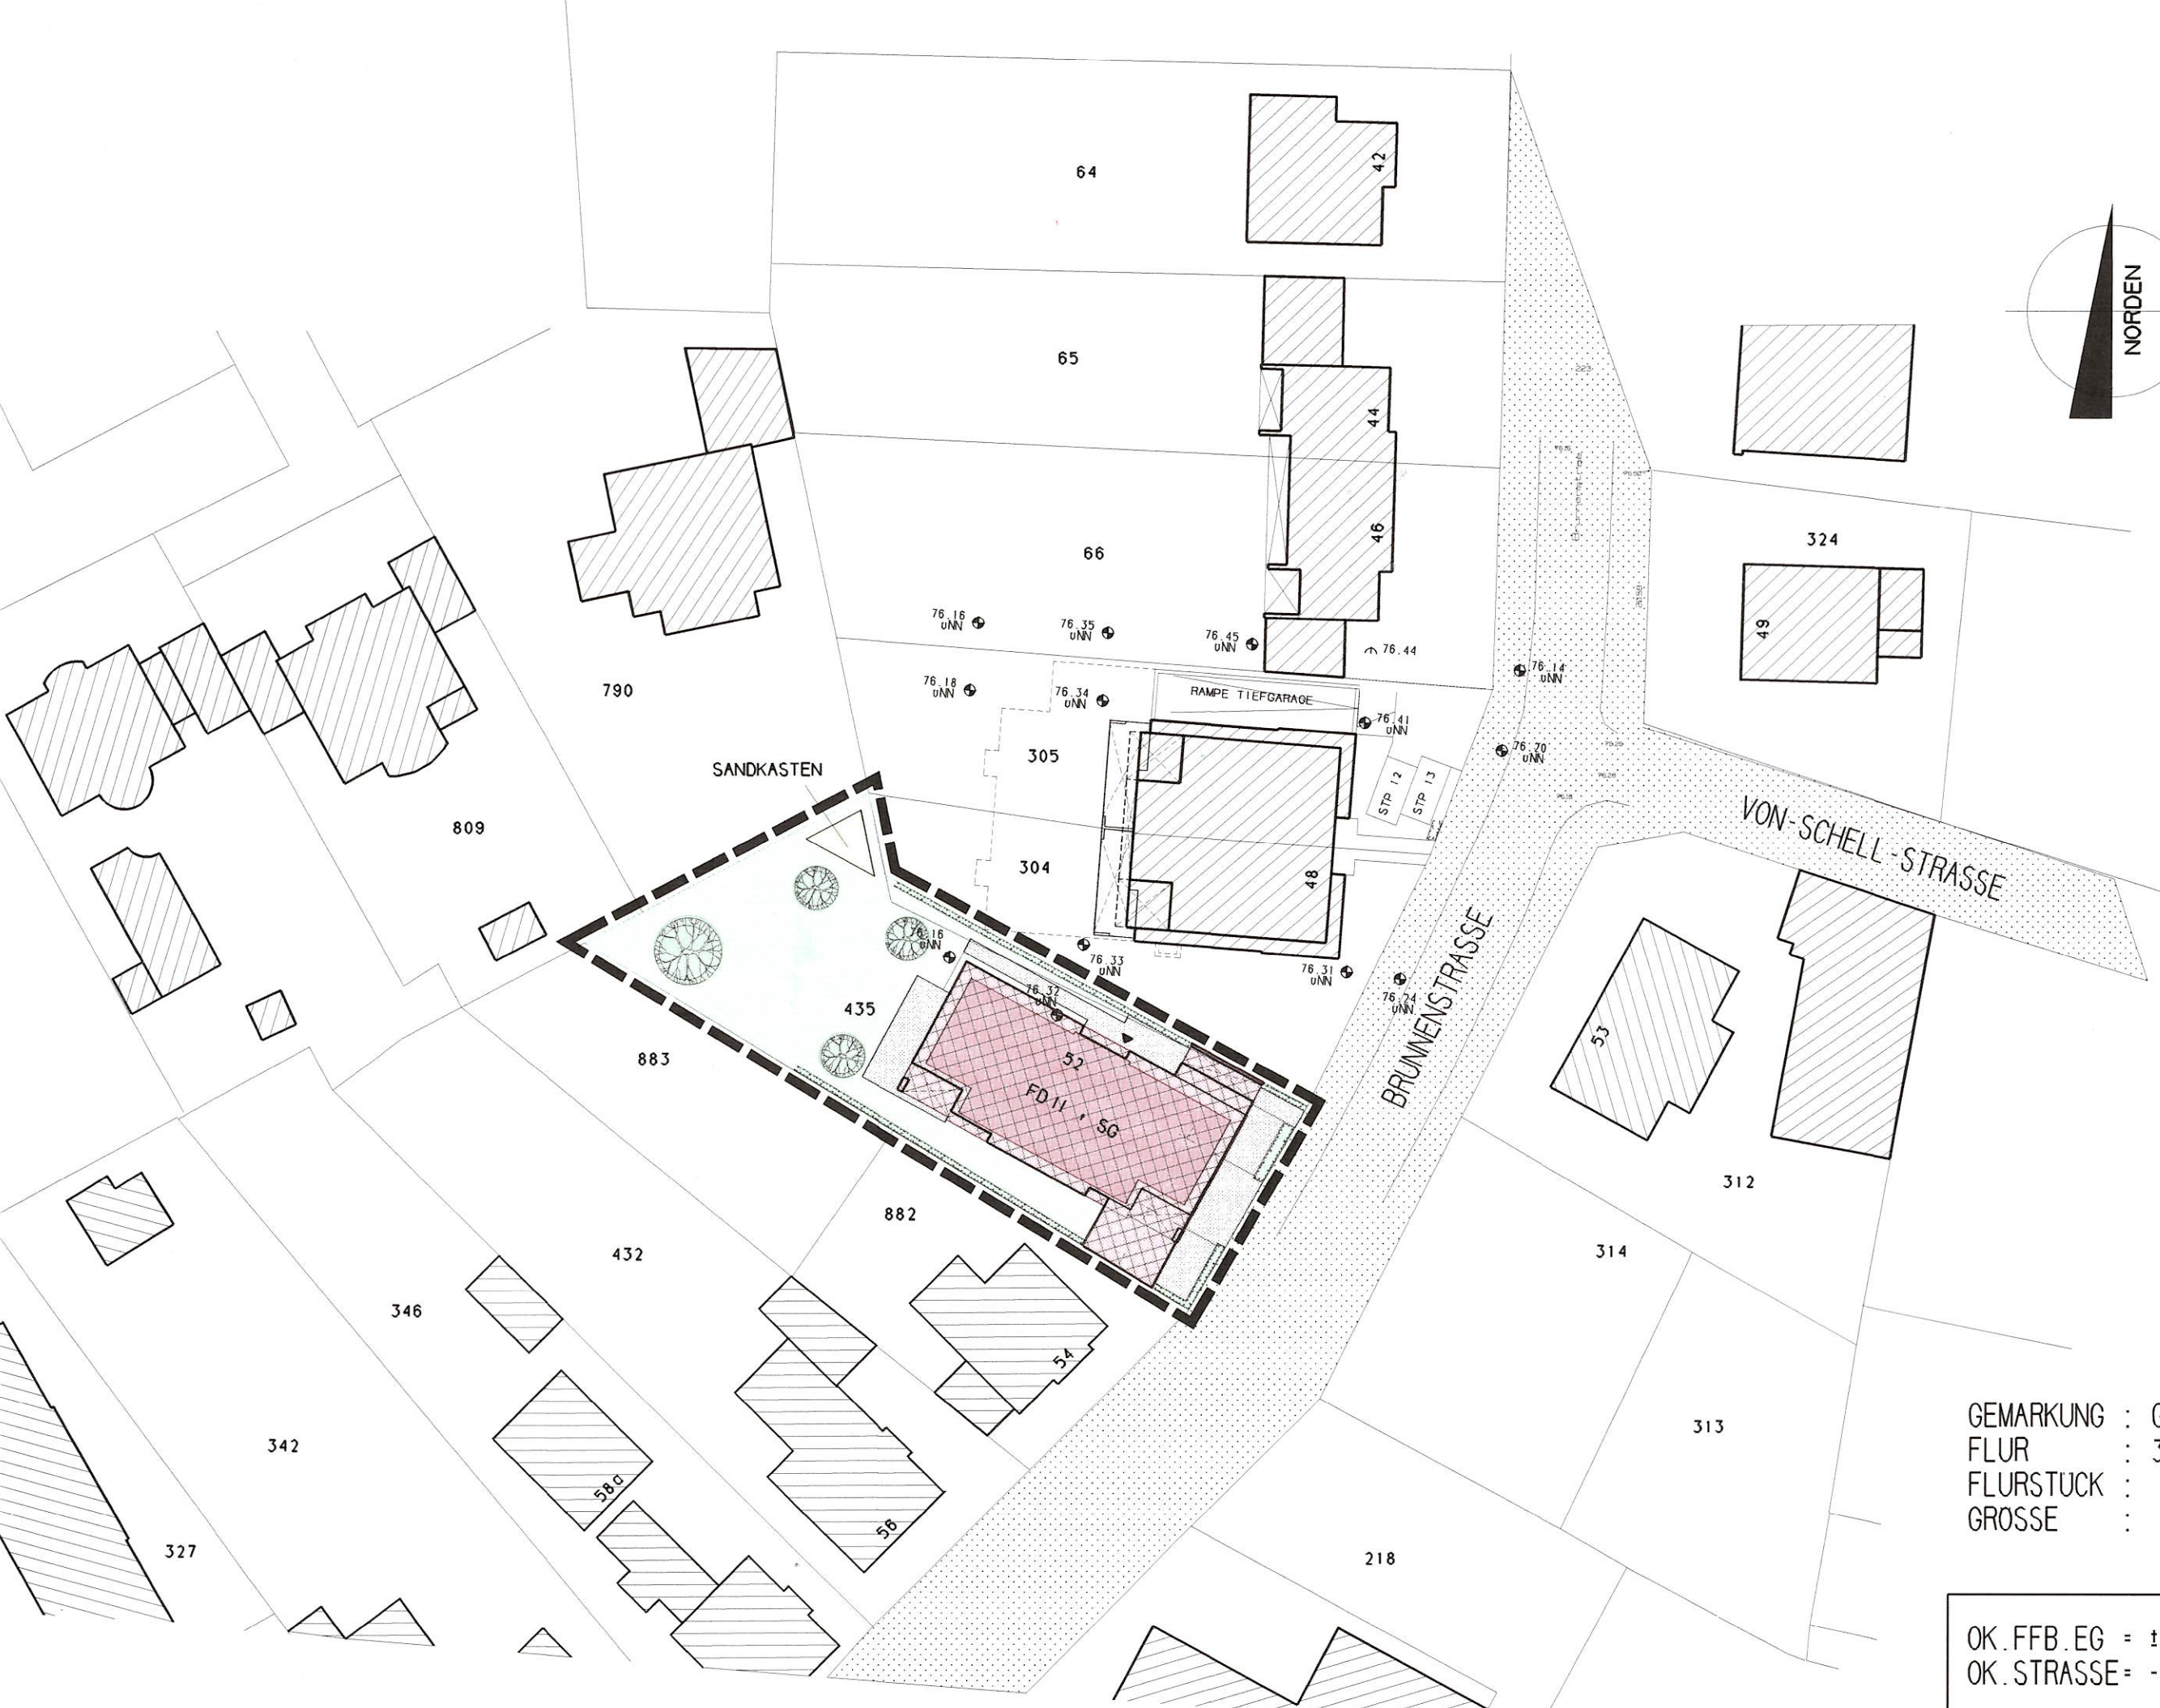 64
42
NORDEN
65
44
223
66
46
324
49
76.16
üNN
76.35
üNN
76.45
üNN
76.44
76.14
üNN
790
76.18
üNN
76.34
üNN
RAMPE TIEFGARAGE
76.41
üNN
76.20
üNN
305
SANDKASTEN
STP 12
STP 13
VON-SCHELL-STRASSE
809
304
48
76.16
üNN
76.33
üNN
76.31
üNN
76.24
üNN
BRUNNENSTRASSE
76.32
üNN
435
53
883
52
FD II , SG
312
882
314
432
346
54
GEMARKUNG :
FLUR :
FLURSTÜCK :
GRÖSSE :
313
342
58a
56
327
218
OK.FFB.EG = ±
OK.STRASSE= -